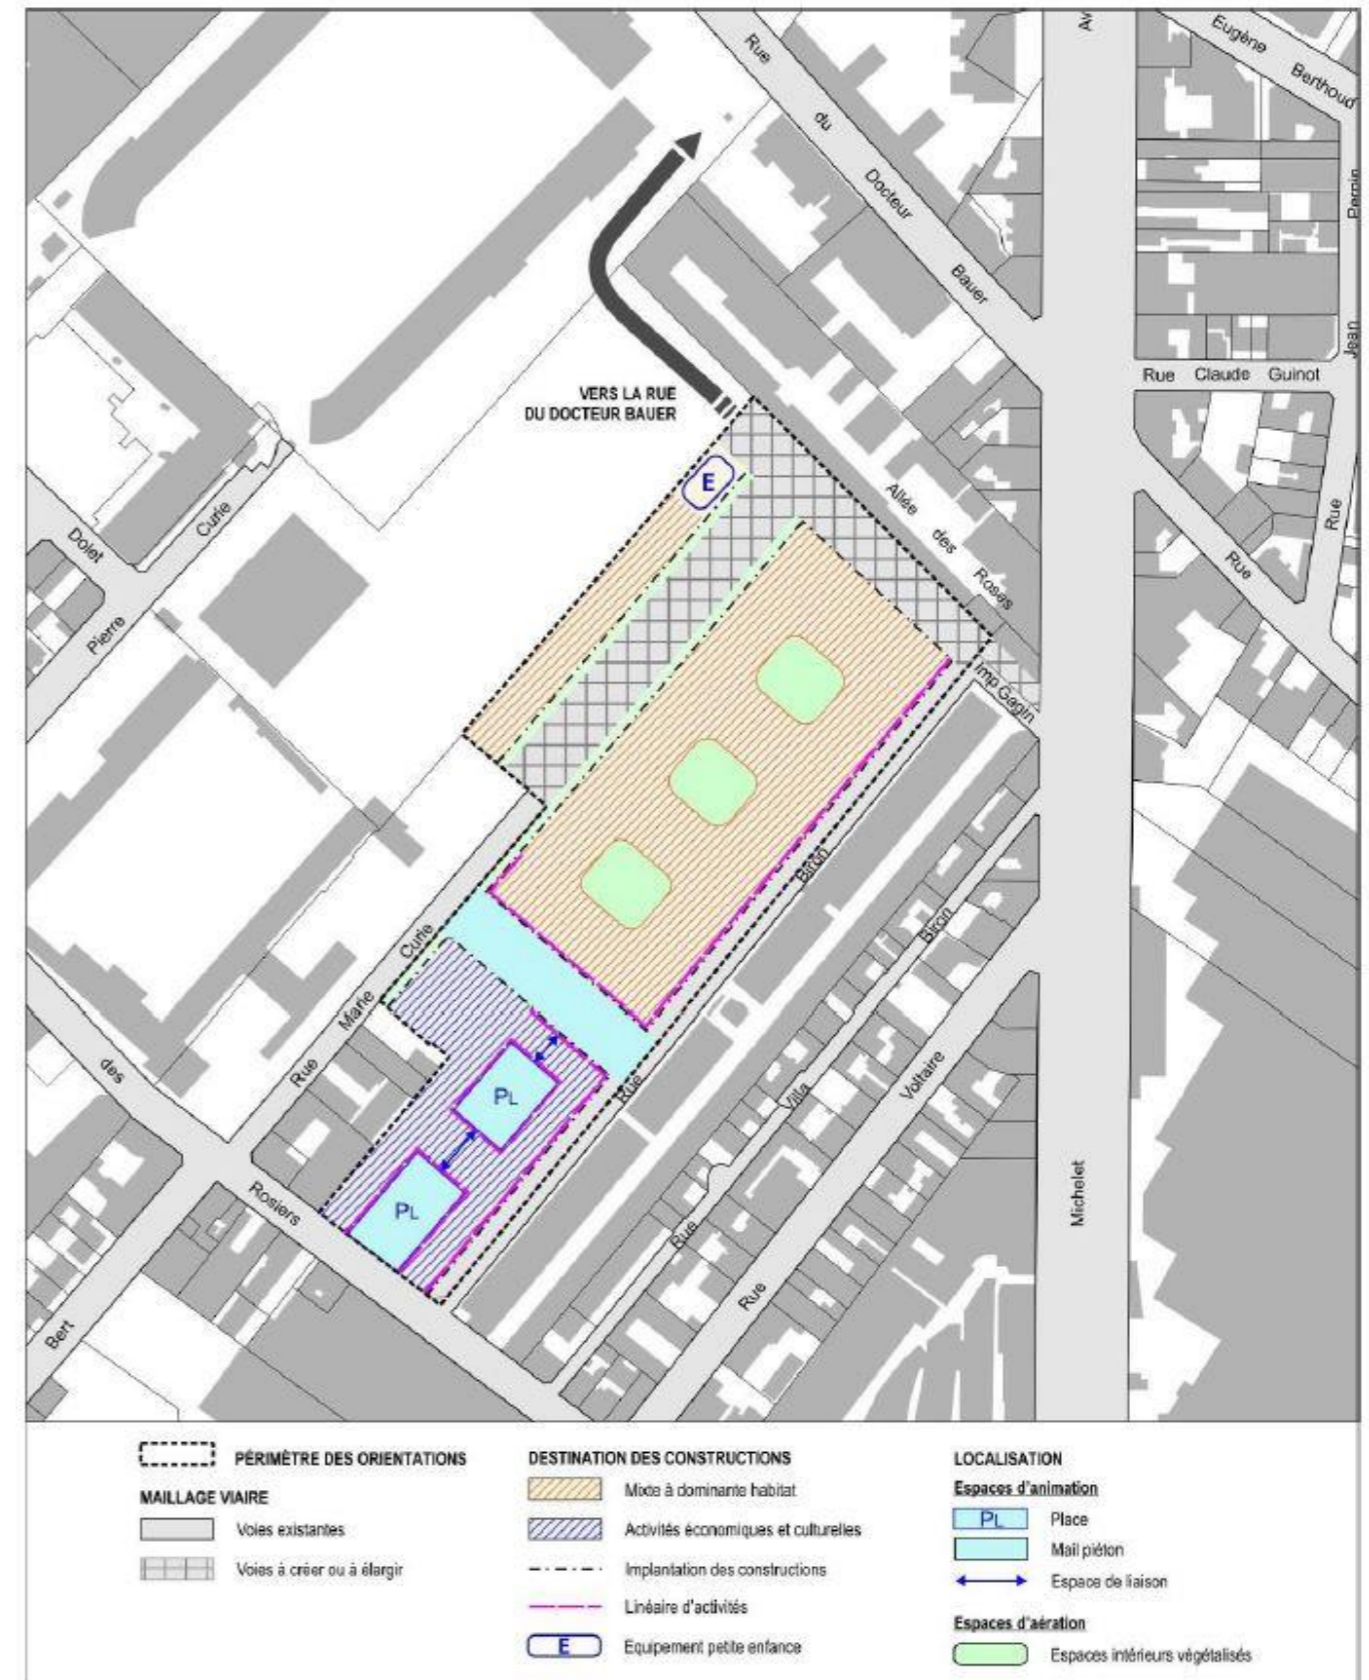 Av
Eugène
Berthoud
Rue
du
Docteur
Bauer
Perrin
Jean
Rue Claude Guinot
VERS LA RUE
DU DOCTEUR BAUER
E
Allée
des
Roses
Rue
Rue
Dolet
Curie
Pierre
Imp Gagin
Biron
Rue
Curie
Marie
Rue
Biron
Villa
Rue
Voltaire
Rue
Michelet
PL
PL
des
Rosiers
Bert
PÉRIMÈTRE DES ORIENTATIONS
MAILLAGE VIAIRE
Voies existantes
Voies à créer ou à élargir
DESTINATION DES CONSTRUCTIONS
Mixte à dominante habitat
Activités économiques et culturelles
Implantation des constructions
Linéaire d'activités
E Equipement petite enfance
LOCALISATION
Espaces d'animation
PL Place
Mail piéton
Espace de liaison
Espaces d'aération
Espaces intérieurs végétalisés